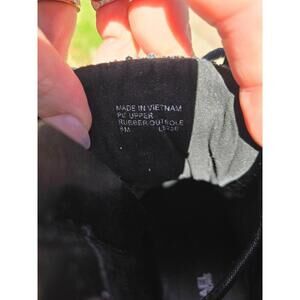 MADE IN VIETNAM
PU UPPER
RUBBER OUTSOLE
8M